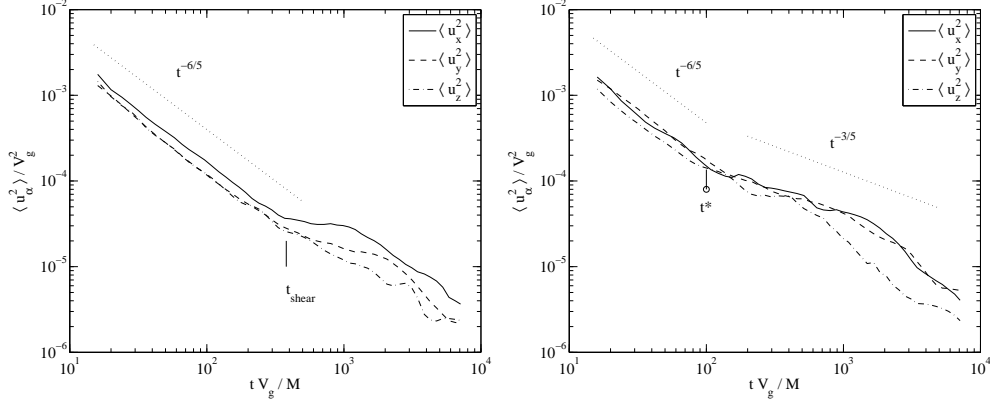 10^−2
10^−3
10^−4
10^−5
10^−6
⟨ u_α^2 ⟩ / V_g^2
t^−6/5
t_shear
⟨ u_x^2 ⟩
⟨ u_y^2 ⟩
⟨ u_z^2 ⟩
10^1
10^2
10^3
10^4
t V_g / M
10^−2
10^−3
10^−4
10^−5
10^−6
⟨ u_α^2 ⟩ / V_g^2
t^−6/5
t^−3/5
t*
⟨ u_x^2 ⟩
⟨ u_y^2 ⟩
⟨ u_z^2 ⟩
10^1
10^2
10^3
10^4
t V_g / M